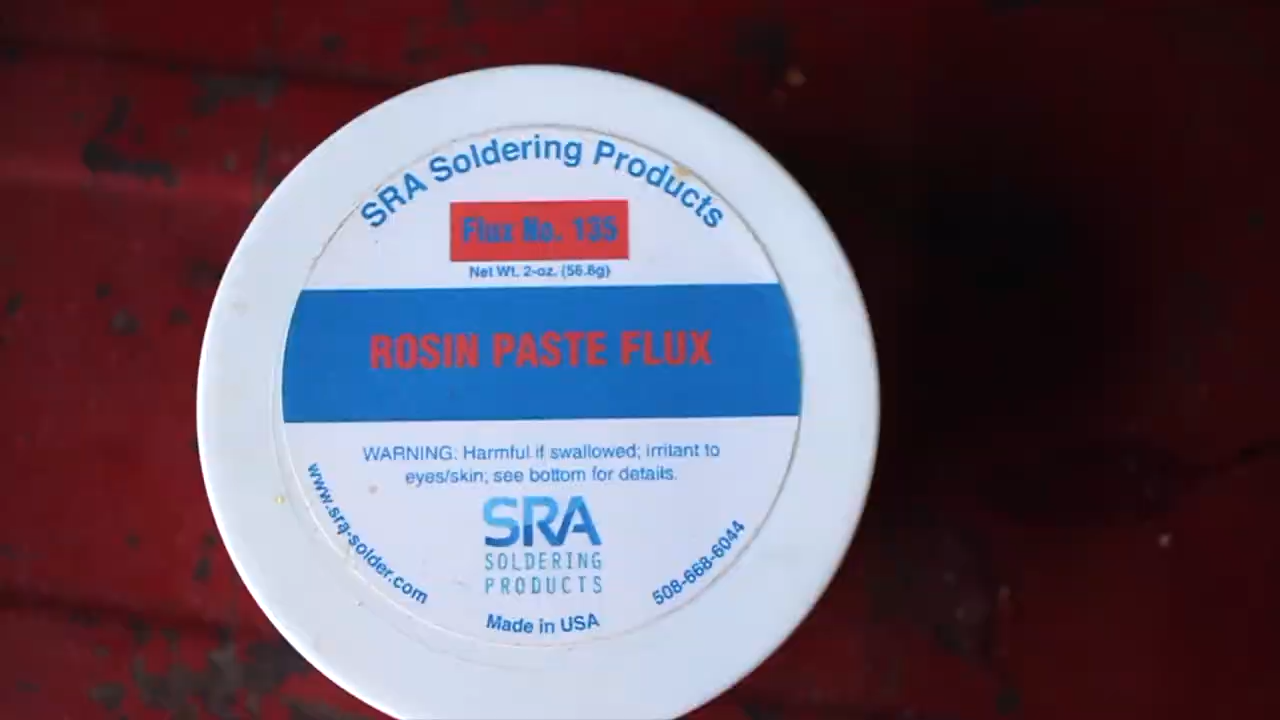 SRA Soldering Products
Flux No. 135
Net Wt. 2-oz. (56.8g)
ROSIN PASTE FLUX
WARNING: Harmful if swallowed; irritant to
eyes/skin; see bottom for details.
www.sra-solder.com
SRA
SOLDERING
PRODUCTS
508-668-6044
Made in USA